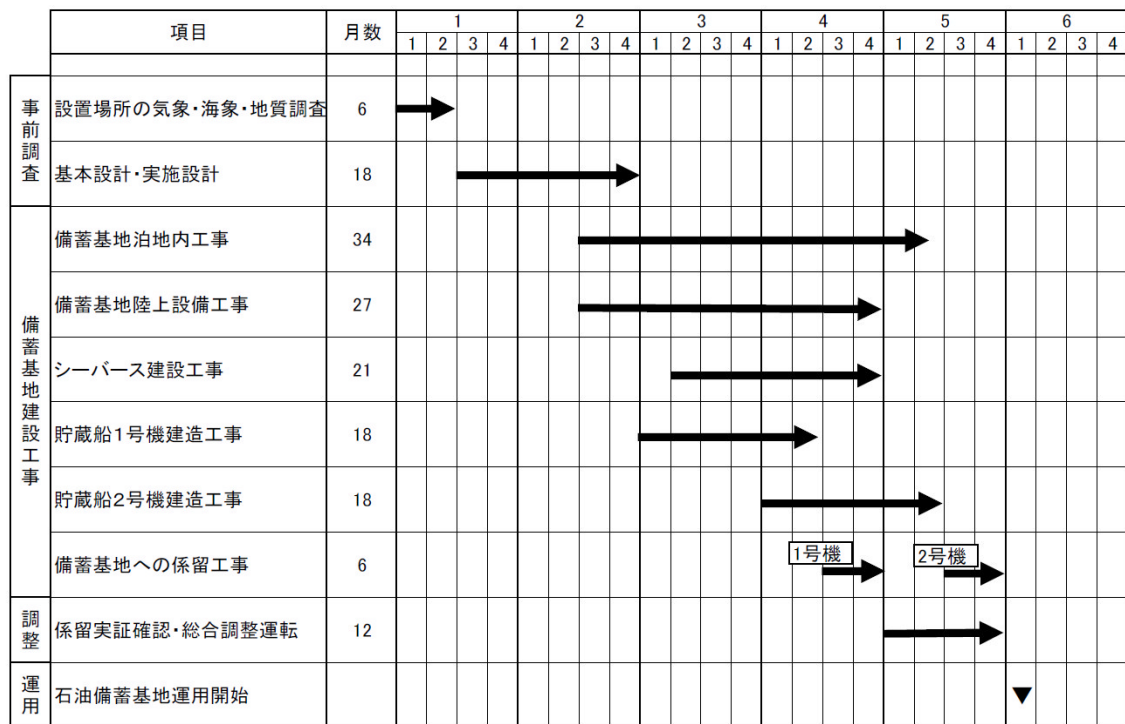 項目 月数 1 2 3 4 5 6
1 2 3 4 1 2 3 4 1 2 3 4 1 2 3 4 1 2 3 4 1 2 3 4
事前調査
設置場所の気象・海象・地質調査 6
基本設計・実施設計 18
備蓄基地建設工事
備蓄基地泊地内工事 34
備蓄基地陸上設備工事 27
シーバース建設工事 21
貯蔵船1号機建造工事 18
貯蔵船2号機建造工事 18
備蓄基地への係留工事 6 1号機 2号機
調整
係留実証確認・総合調整運転 12
運用
石油備蓄基地運用開始 ▼